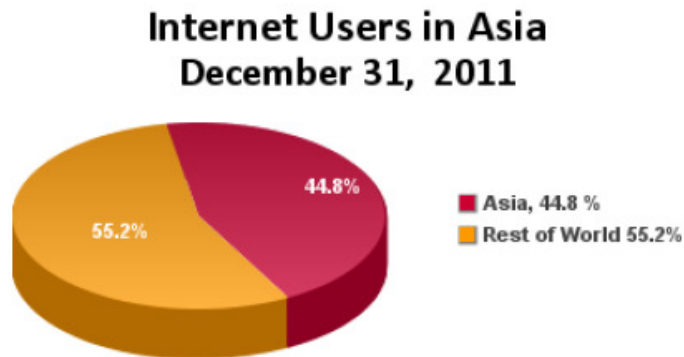 Internet Users in Asia
December 31, 2011
44.8%
55.2%
Asia, 44.8 %
Rest of World 55.2%